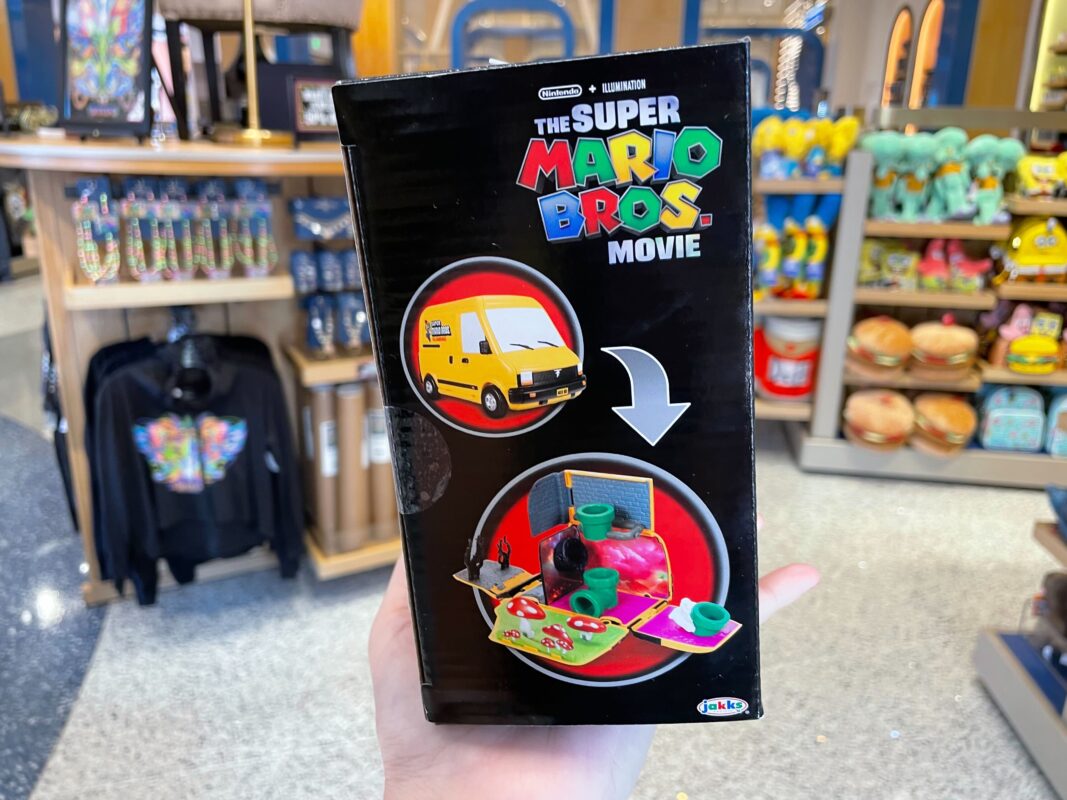 Nintendo + ILLUMINATION
THE SUPER
MARIO
BROS.
MOVIE
jakks